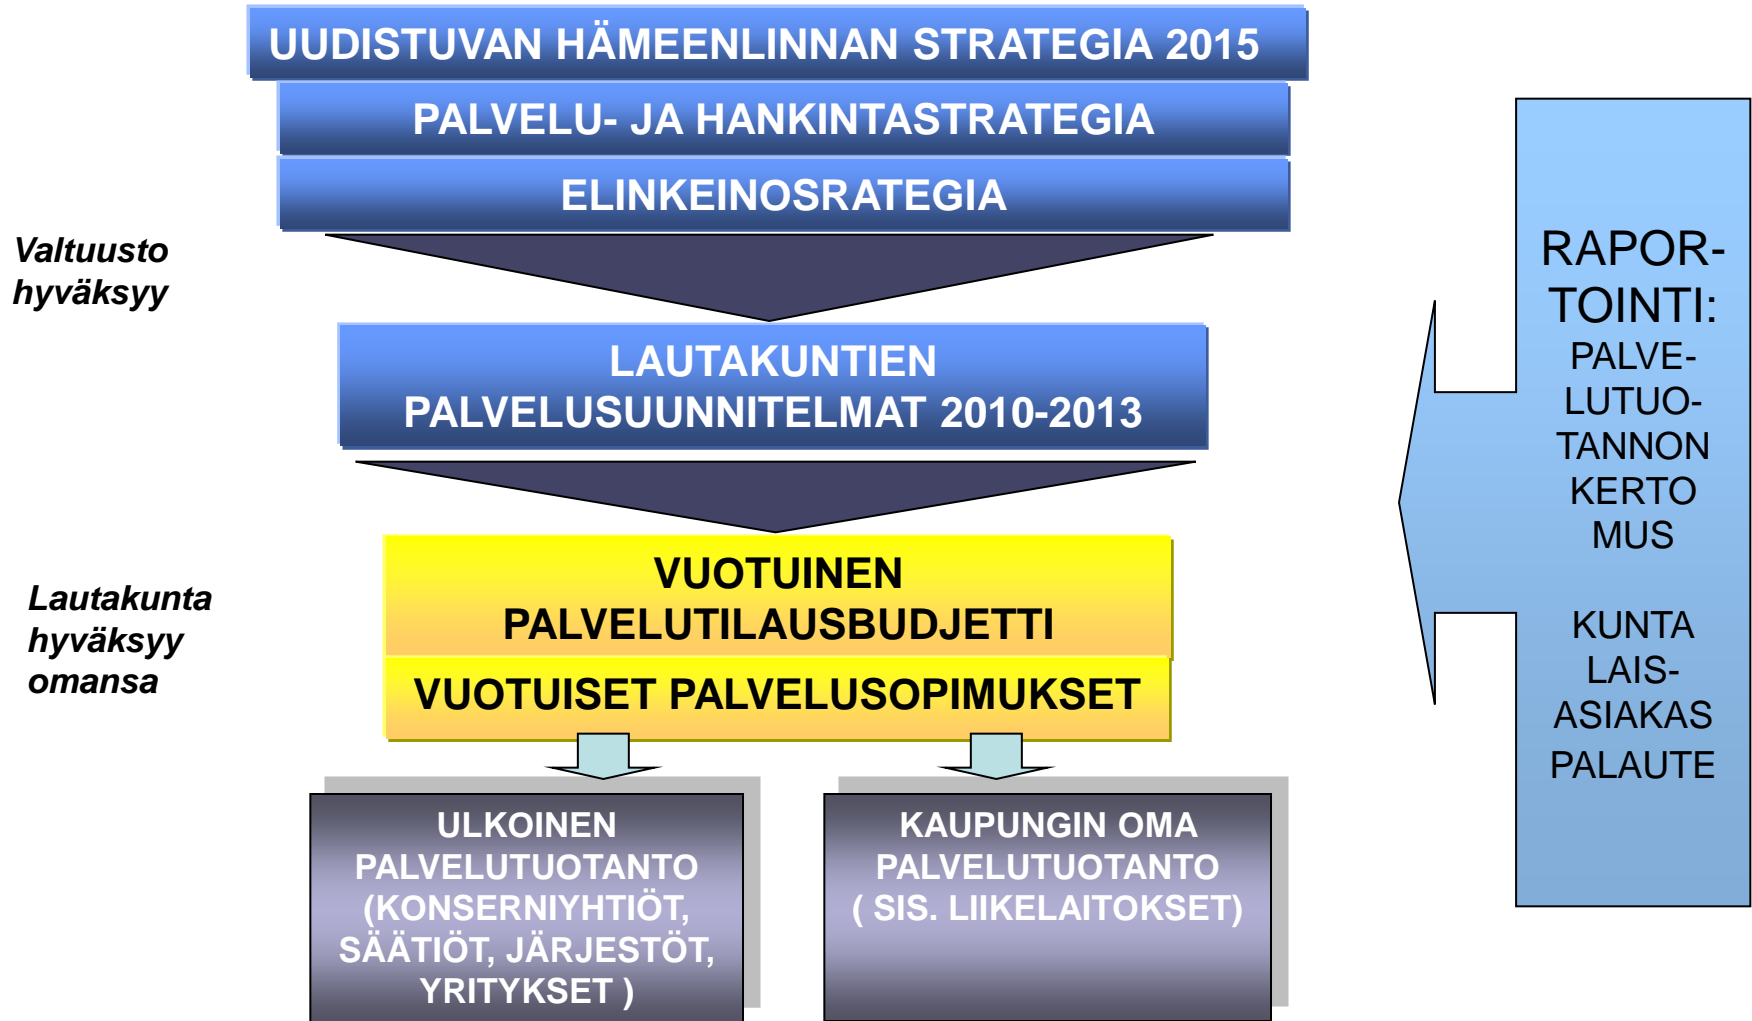 UUDISTUVAN HÄMEENLINNAN STRATEGIA 2015
PALVELU- JA HANKINTASTRATEGIA
ELINKEINOSRATEGIA
Valtuusto
hyväksyy
LAUTAKUNTIEN
PALVELUSUUNNITELMAT 2010-2013
Lautakunta
hyväksyy
omansa
VUOTUINEN
PALVELUTILAUSBUDJETTI
VUOTUISET PALVELUSOPIMUKSET
ULKOINEN
PALVELUTUOTANTO
(KONSERNIYHTIÖT,
SÄÄTIÖT, JÄRJESTÖT,
YRITYKSET )
KAUPUNGIN OMA
PALVELUTUOTANTO
( SIS. LIIKELAITOKSET)
RAPOR-
TOINTI:
PALVE-
LUTUO-
TANNON
KERTO
MUS
KUNTA
LAIS-
ASIAKAS
PALAUTE